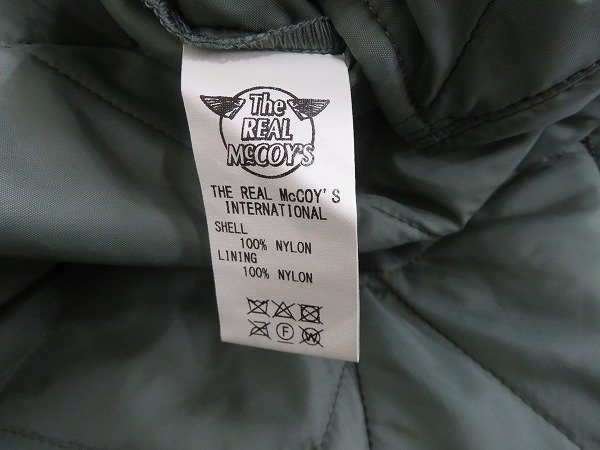 The
REAL
McCOY'S
THE REAL McCOY'S
INTERNATIONAL
SHELL
100% NYLON
LINING
100% NYLON
F
W